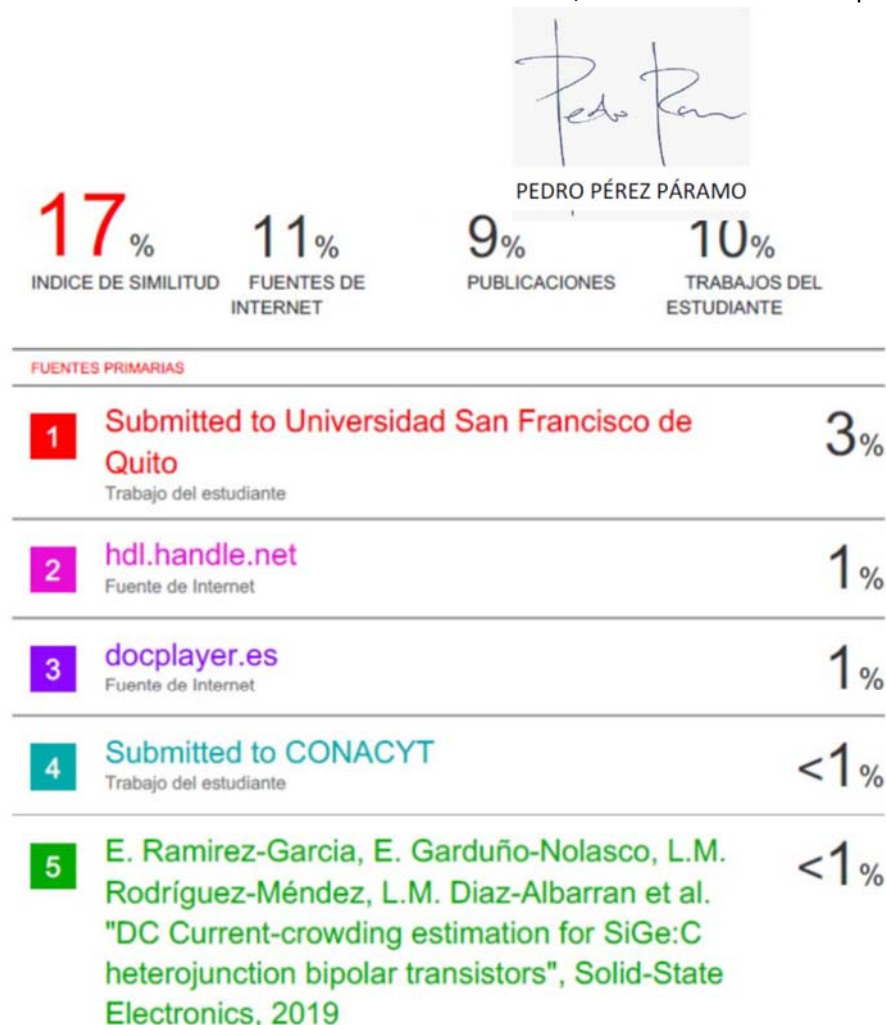 PEDRO PÉREZ PÁRAMO
17%
INDICE DE SIMILITUD
11%
FUENTES DE
INTERNET
9%
PUBLICACIONES
10%
TRABAJOS DEL
ESTUDIANTE
FUENTES PRIMARIAS
1
Submitted to Universidad San Francisco de
Quito
Trabajo del estudiante
3%
2
hdl.handle.net
Fuente de Internet
1%
3
docplayer.es
Fuente de Internet
1%
4
Submitted to CONACYT
Trabajo del estudiante
<1%
5
E. Ramirez-Garcia, E. Garduño-Nolasco, L.M.
Rodríguez-Méndez, L.M. Diaz-Albarran et al.
"DC Current-crowding estimation for SiGe:C
heterojunction bipolar transistors", Solid-State
Electronics, 2019
<1%